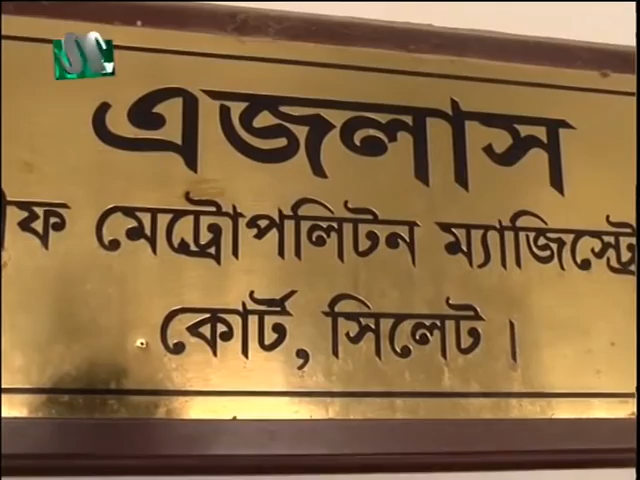 এজলাস
ীফ মেট্রোপলিটন ম্যাজিস্ট্রে
কোর্ট, সিলেট।